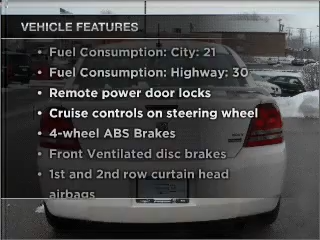 VEHICLE FEATURES
• Fuel Consumption: City: 21
• Fuel Consumption: Highway: 30
• Remote power door locks
• Cruise controls on steering wheel
• 4-wheel ABS Brakes
• Front Ventilated disc brakes
• 1st and 2nd row curtain head
airbags